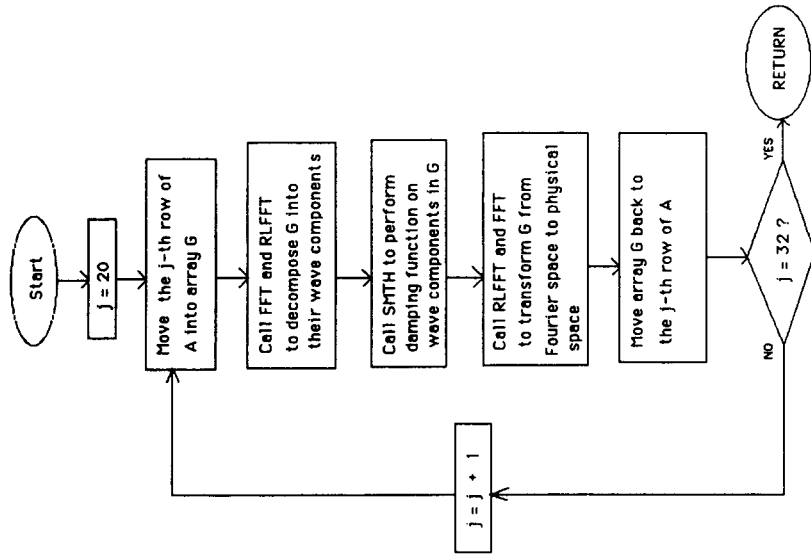 Start
j = 20
Move the j-th row of
A into array G
Call FFT and RLFFT
to decompose G into
their wave components
Call SMTH to perform
damping function on
wave components in G
Call RLFFT and FFT
to transform G from
Fourier space to physical
space
Move array G back to
the j-th row of A
j = 32 ?
YES
RETURN
NO
j = j + 1